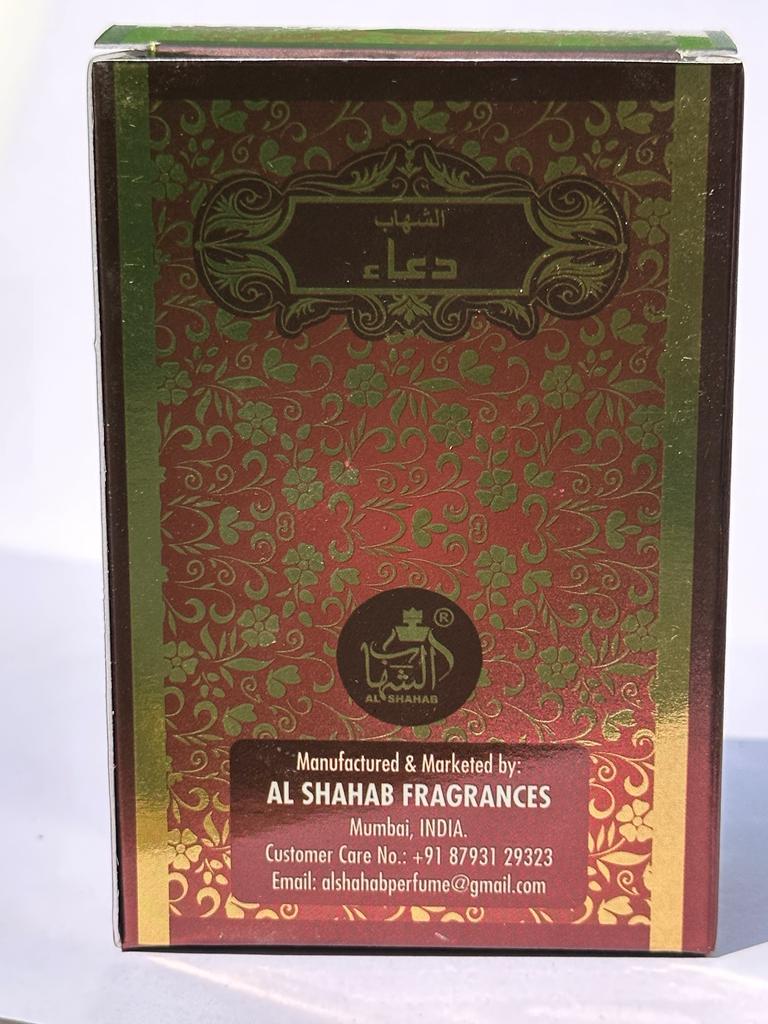 الشهاب
دعاء
®
الشهاب
AL SHAHAB
Manufactured & Marketed by:
AL SHAHAB FRAGRANCES
Mumbai, INDIA.
Customer Care No.: +91 87931 29323
Email: alshahabperfume@gmail.com